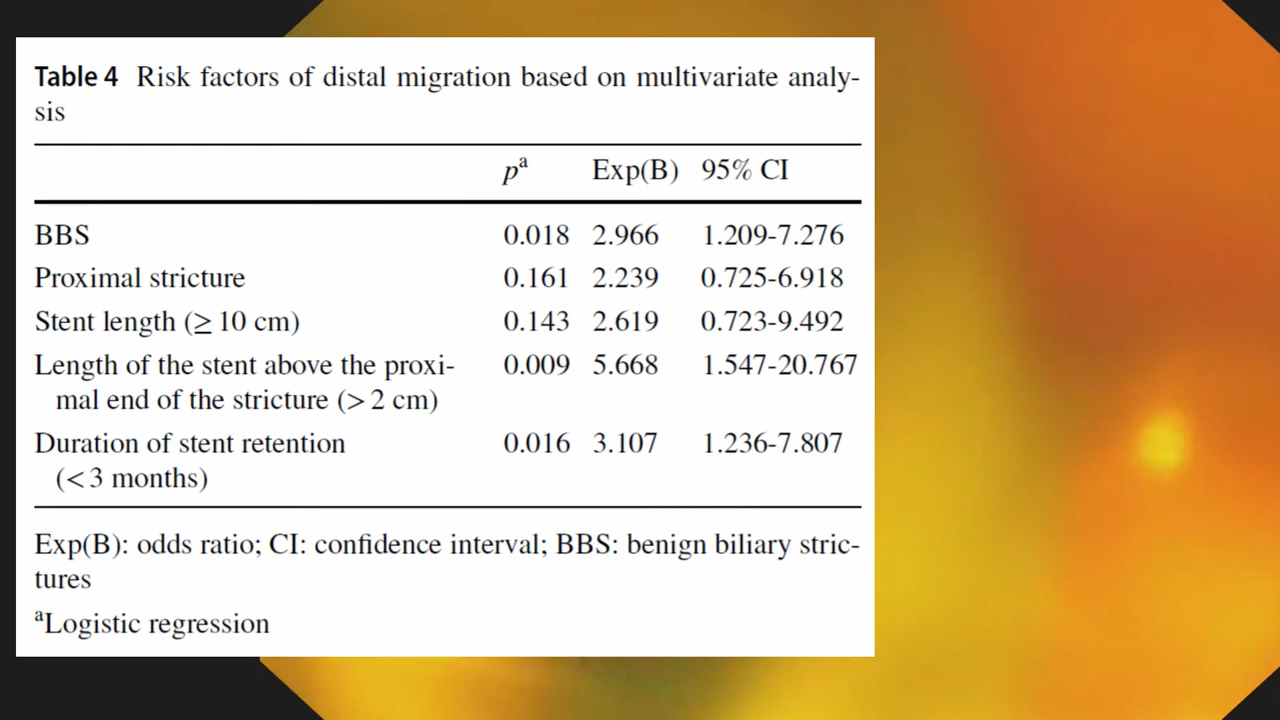 Table 4 Risk factors of distal migration based on multivariate analy-
sis
pᵃ Exp(B) 95% CI
BBS 0.018 2.966 1.209-7.276
Proximal stricture 0.161 2.239 0.725-6.918
Stent length (≥ 10 cm) 0.143 2.619 0.723-9.492
Length of the stent above the proxi- 0.009 5.668 1.547-20.767
mal end of the stricture (> 2 cm)
Duration of stent retention 0.016 3.107 1.236-7.807
(< 3 months)
Exp(B): odds ratio; CI: confidence interval; BBS: benign biliary stric-
tures
ᵃLogistic regression